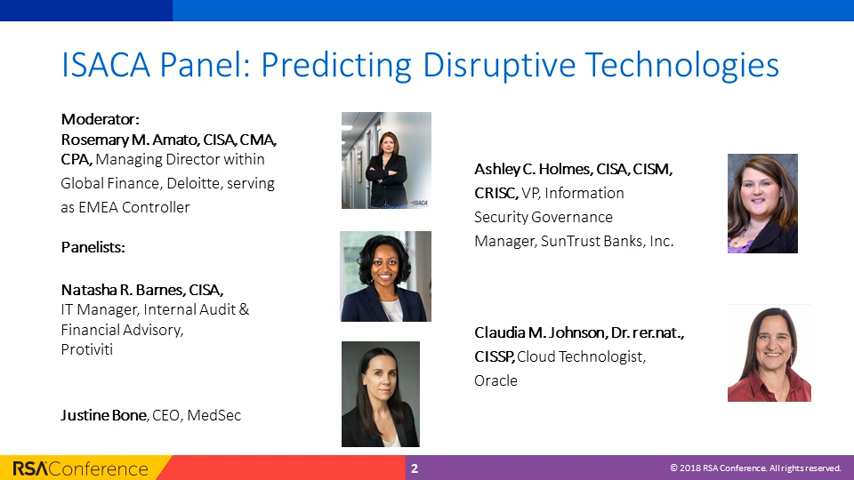 ISACA Panel: Predicting Disruptive Technologies
Moderator:
Rosemary M. Amato, CISA, CMA,
CPA, Managing Director within
Global Finance, Deloitte, serving
as EMEA Controller
ISACA
Panelists:
Natasha R. Barnes, CISA,
IT Manager, Internal Audit &
Financial Advisory,
Protiviti
Justine Bone, CEO, MedSec
Ashley C. Holmes, CISA, CISM,
CRISC, VP, Information
Security Governance
Manager, SunTrust Banks, Inc.
Claudia M. Johnson, Dr. rer.nat.,
CISSP, Cloud Technologist,
Oracle
RSAConference
2
© 2018 RSA Conference. All rights reserved.